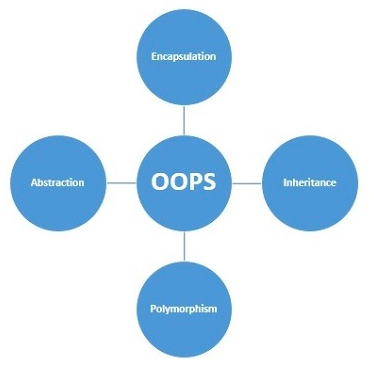 Encapsulation
Abstraction
OOPS
Inheritance
Polymorphism